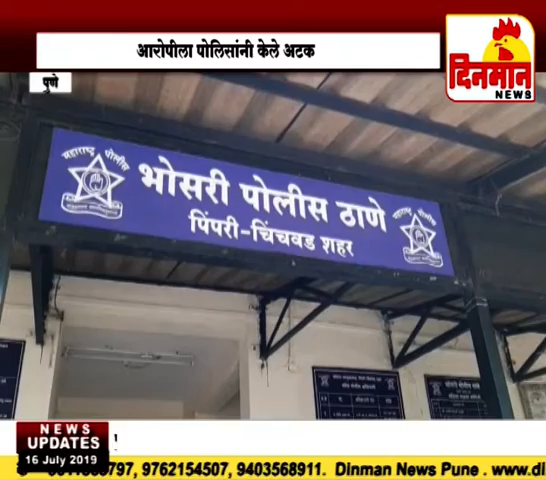 आरोपीला पोलिसांनी केले अटक
दिनमान
NEWS
पुणे
महाराष्ट्र पोलीस
भोसरी पोलीस ठाणे
पिंपरी-चिंचवड शहर
महाराष्ट्र पोलीस
NEWS
UPDATES
16 July 2019
9762154507, 9403568911. Dinman News Pune . www.di